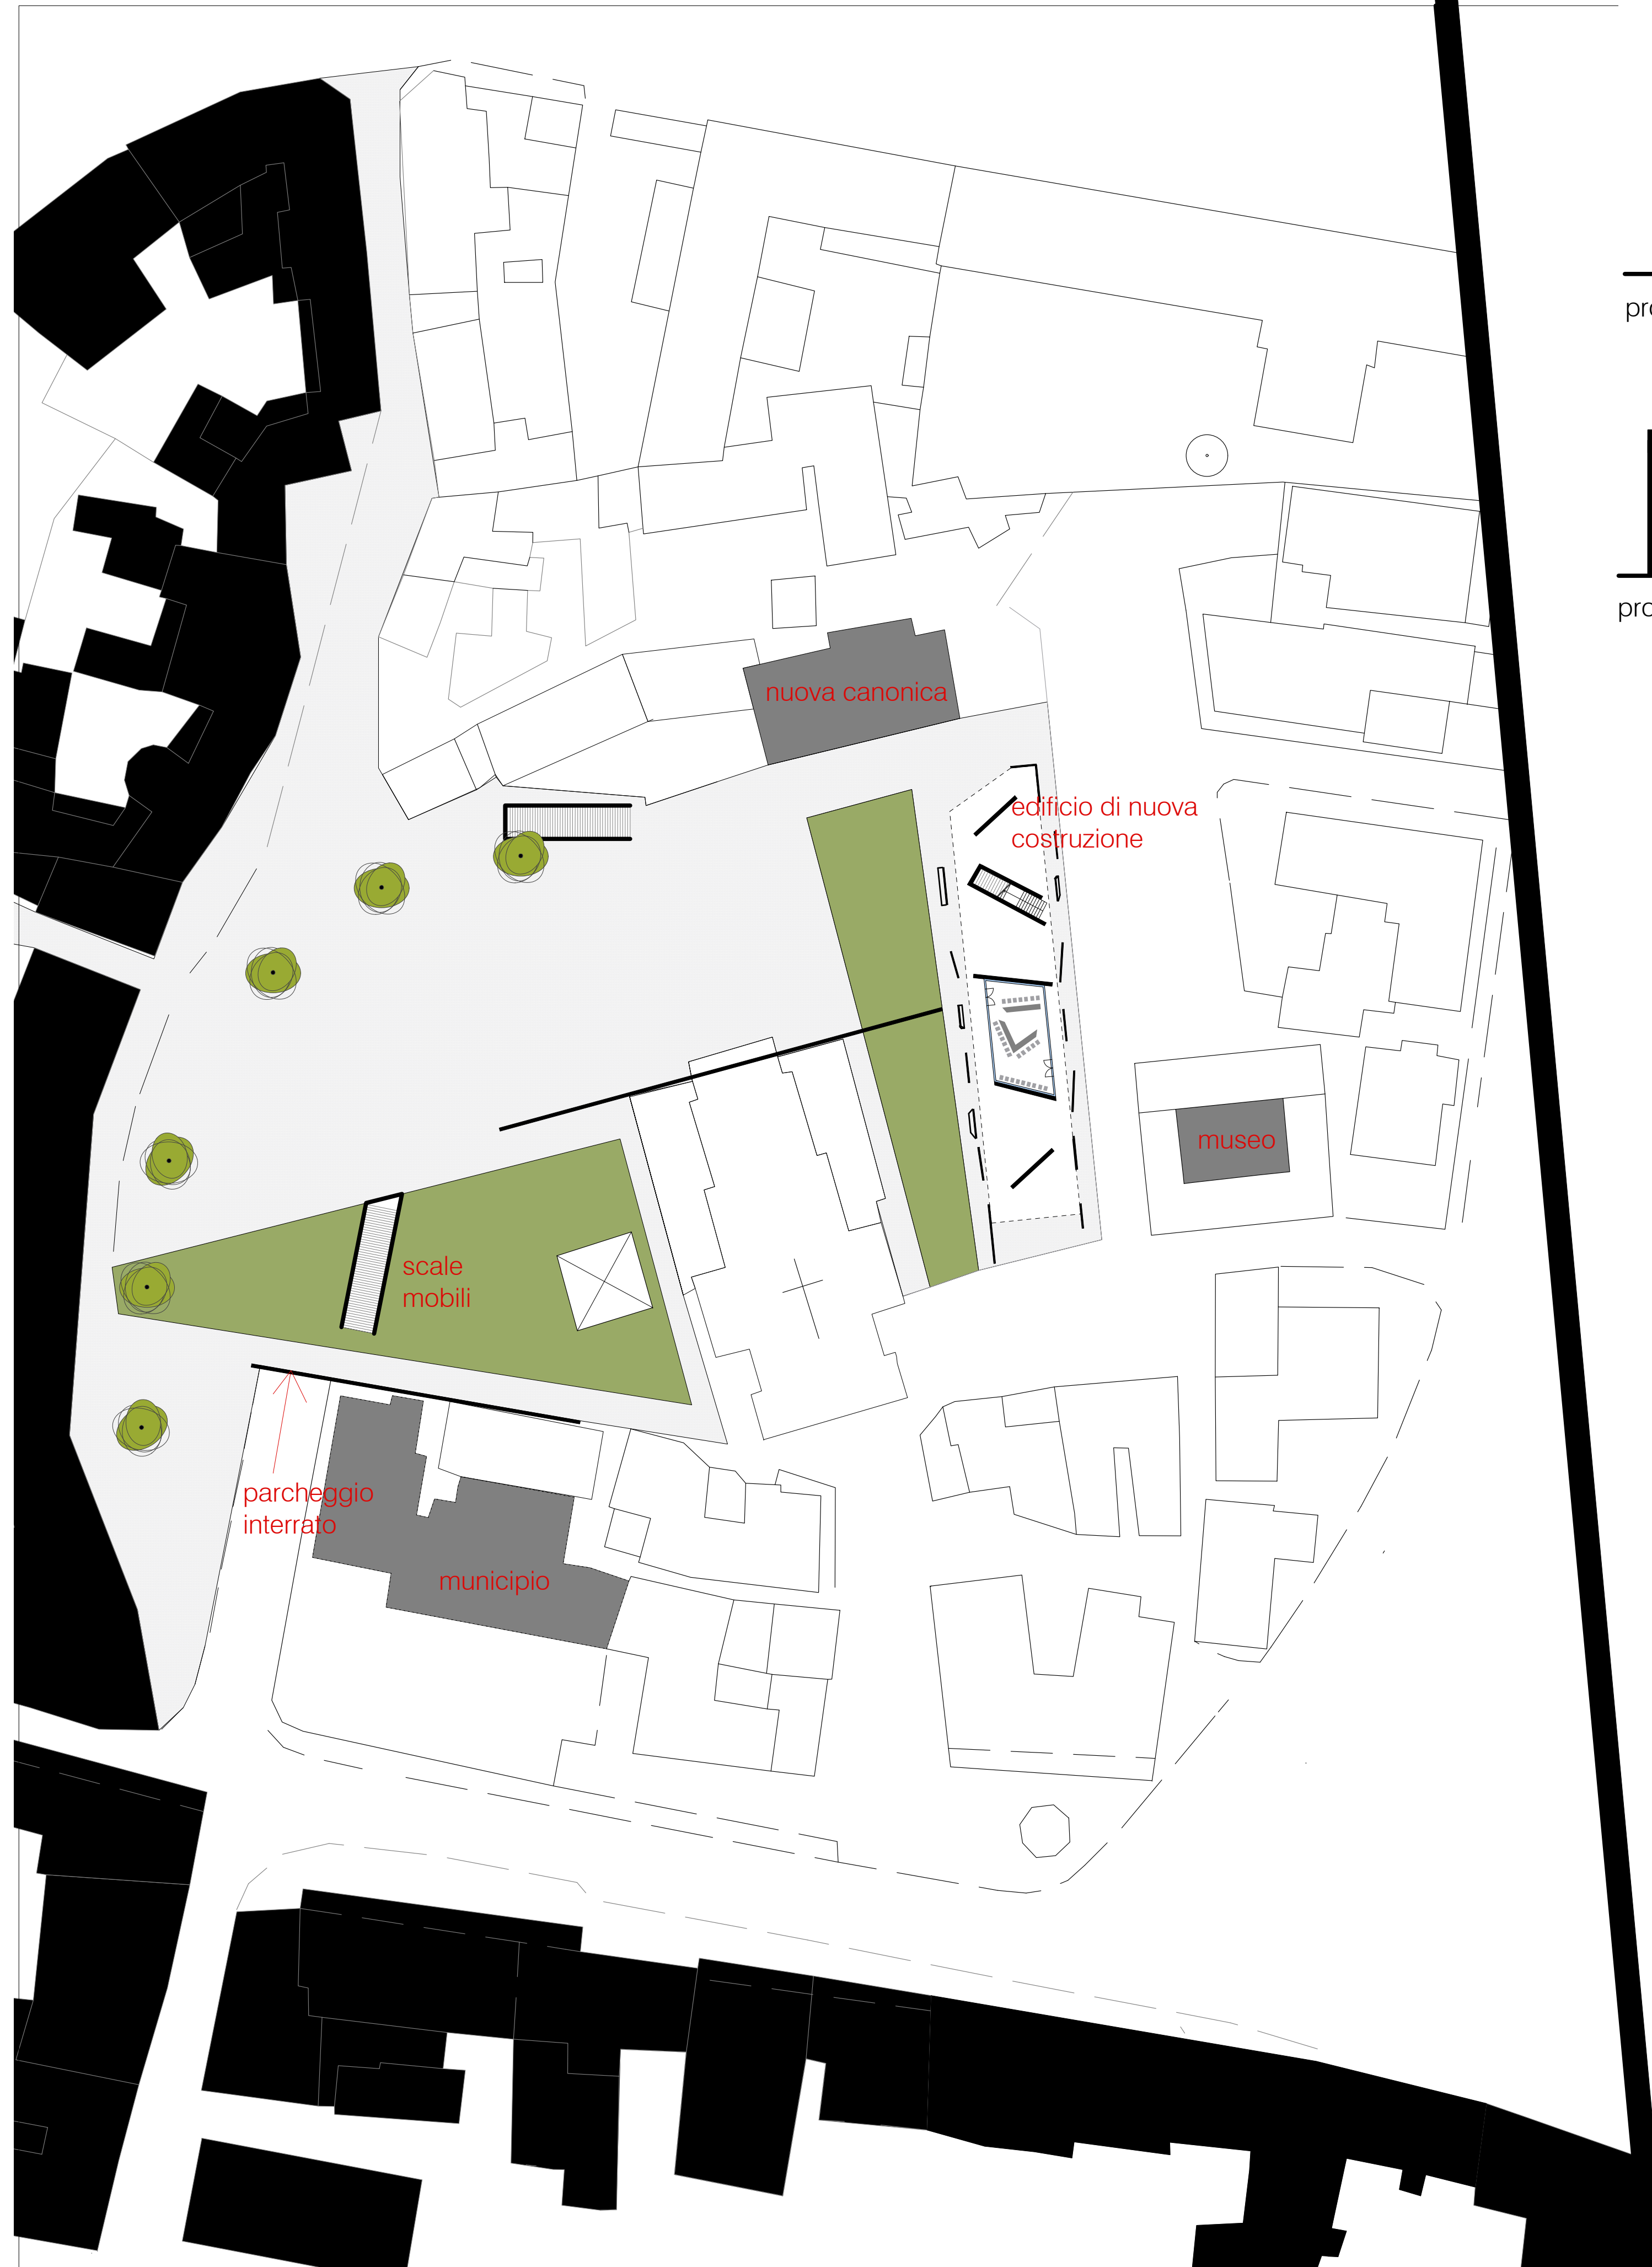 nuova canonica
edificio di nuova
costruzione
museo
scale
mobili
parcheggio
interrato
municipio